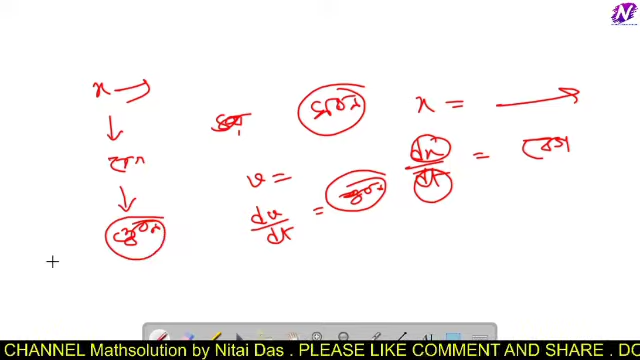 x →
↓
বেগ
↓
ত্বরণ
সরণ
x = →
v =
dx/dt = বেগ
dv/dt = ত্বরণ
CHANNEL Mathsolution by Nitai Das . PLEASE LIKE COMMENT AND SHARE . DO